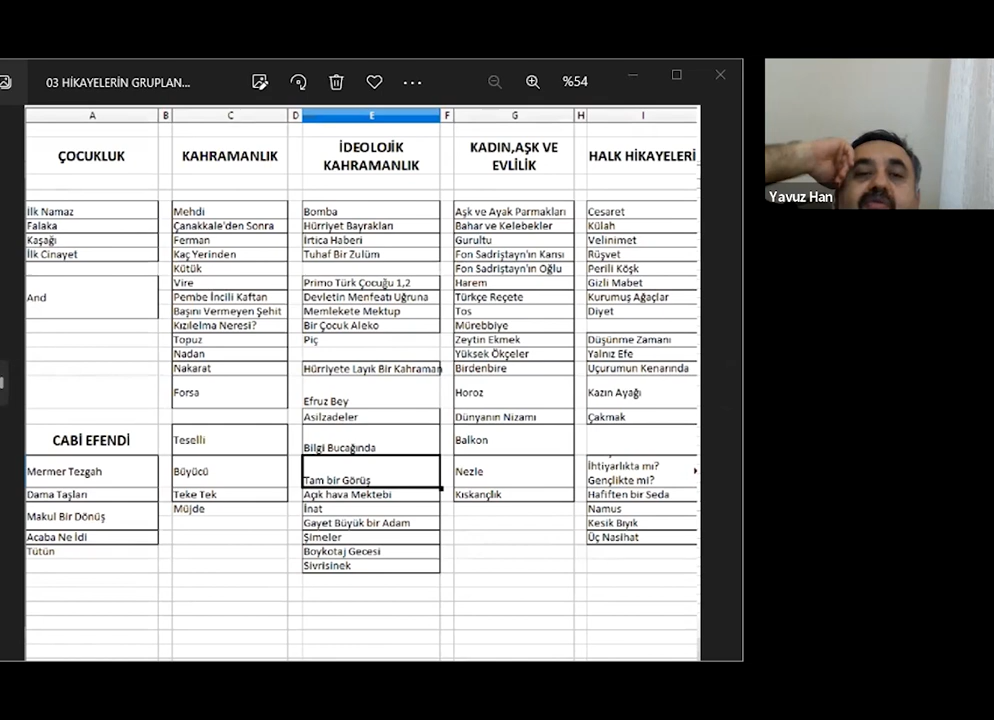 03 HİKAYELERİN GRUPLAN...
%54
A B C D E F G H I
ÇOCUKLUK
KAHRAMANLIK
İDEOLOJİK
KAHRAMANLIK
KADIN,AŞK VE
EVLİLİK
HALK HİKAYELERİ
İlk Namaz
Falaka
Kaşağı
İlk Cinayet
And
CABİ EFENDİ
Mermer Tezgah
Dama Taşları
Makul Bir Dönüş
Acaba Ne İdi
Tütün
Mehdi
Çanakkale'den Sonra
Ferman
Kaç Yerinden
Kütük
Vire
Pembe İncili Kaftan
Başını Vermeyen Şehit
Kızılelma Neresi?
Topuz
Nadan
Nakarat
Forsa
Teselli
Büyücü
Teke Tek
Müjde
Bomba
Hürriyet Bayrakları
İrtica Haberi
Tuhaf Bir Zulüm
Primo Türk Çocuğu 1,2
Devletin Menfeatı Uğruna
Memlekete Mektup
Bir Çocuk Aleko
Piç
Hürriyete Layık Bir Kahraman
Efruz Bey
Asilzadeler
Bilgi Bucağında
Tam bir Görüş
Açık hava Mektebi
İnat
Gayet Büyük bir Adam
Şimeler
Boykotaj Gecesi
Sivrisinek
Aşk ve Ayak Parmakları
Bahar ve Kelebekler
Gurultu
Fon Sadriştayn'ın Karısı
Fon Sadriştayn'ın Oğlu
Harem
Türkçe Reçete
Tos
Mürebbiye
Zeytin Ekmek
Yüksek Ökçeler
Birdenbire
Horoz
Dünyanın Nizamı
Balkon
Nezle
Kıskançlık
Cesaret
Külah
Velinimet
Rüşvet
Perili Köşk
Gizli Mabet
Kurumuş Ağaçlar
Diyet
Düşünme Zamanı
Yalnız Efe
Uçurumun Kenarında
Kazın Ayağı
Çakmak
İhtiyarlıkta mı?
Gençlikte mi?
Hafiften bir Seda
Namus
Kesik Bıyık
Üç Nasihat
Yavuz Han